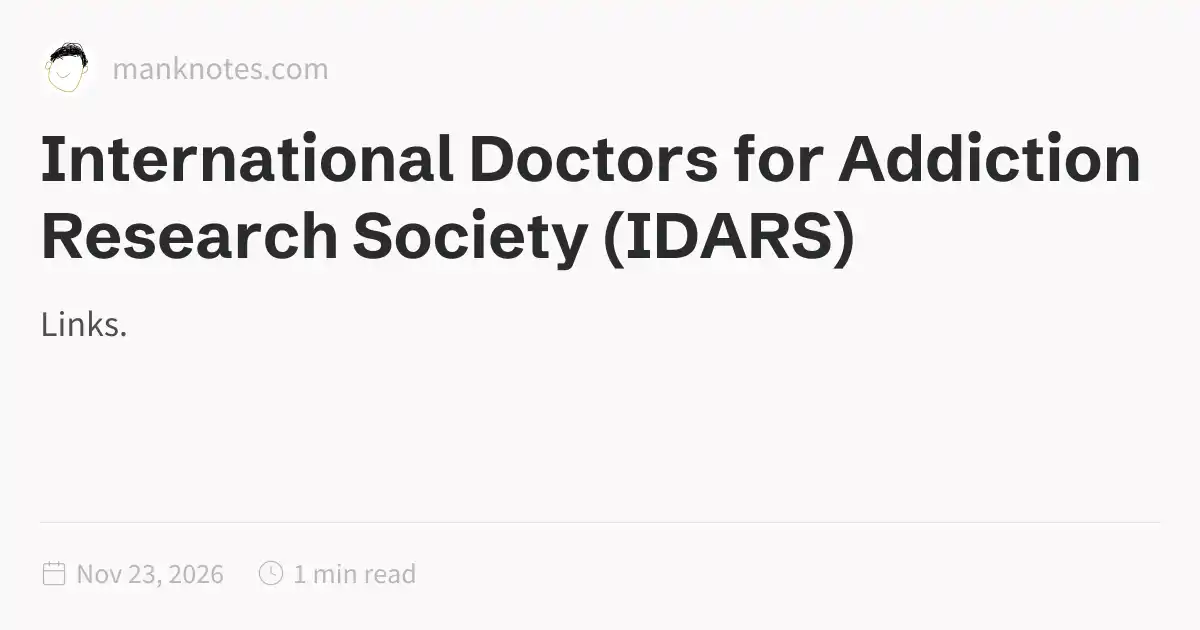 manknotes.com
International Doctors for Addiction
Research Society (IDARS)
Links.
Nov 23, 2026 1 min read